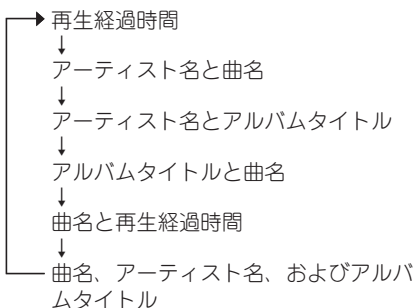 再生経過時間
アーティスト名と曲名
アーティスト名とアルバムタイトル
アルバムタイトルと曲名
曲名と再生経過時間
曲名、アーティスト名、およびアルバ
ムタイトル